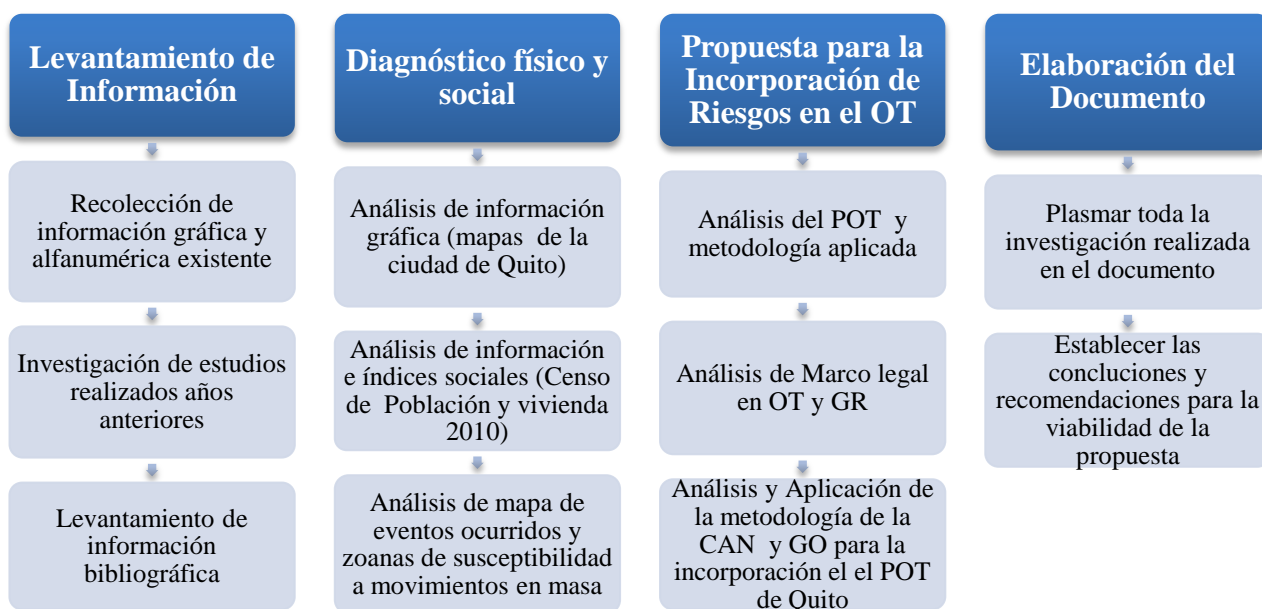 Levantamiento de
Información
Recolección de
información gráfica y
alfanumérica existente
Investigación de estudios
realizados años
anteriores
Levantamiento de
información
bibliográfica
Diagnóstico físico y
social
Análisis de información
gráfica (mapas de la
ciudad de Quito)
Análisis de información
e índices sociales (Censo
de Población y vivienda
2010)
Análisis de mapa de
eventos ocurridos y
zoanas de susceptibilidad
a movimientos en masa
Propuesta para la
Incorporación de
Riesgos en el OT
Análisis del POT y
metodología aplicada
Análisis de Marco legal
en OT y GR
Análisis y Aplicación de
la metodología de la
CAN y GO para la
incorporación el el POT
de Quito
Elaboración del
Documento
Plasmar toda la
investigación realizada
en el documento
Establecer las
concluciones y
recomendaciones para la
viabilidad de la
propuesta